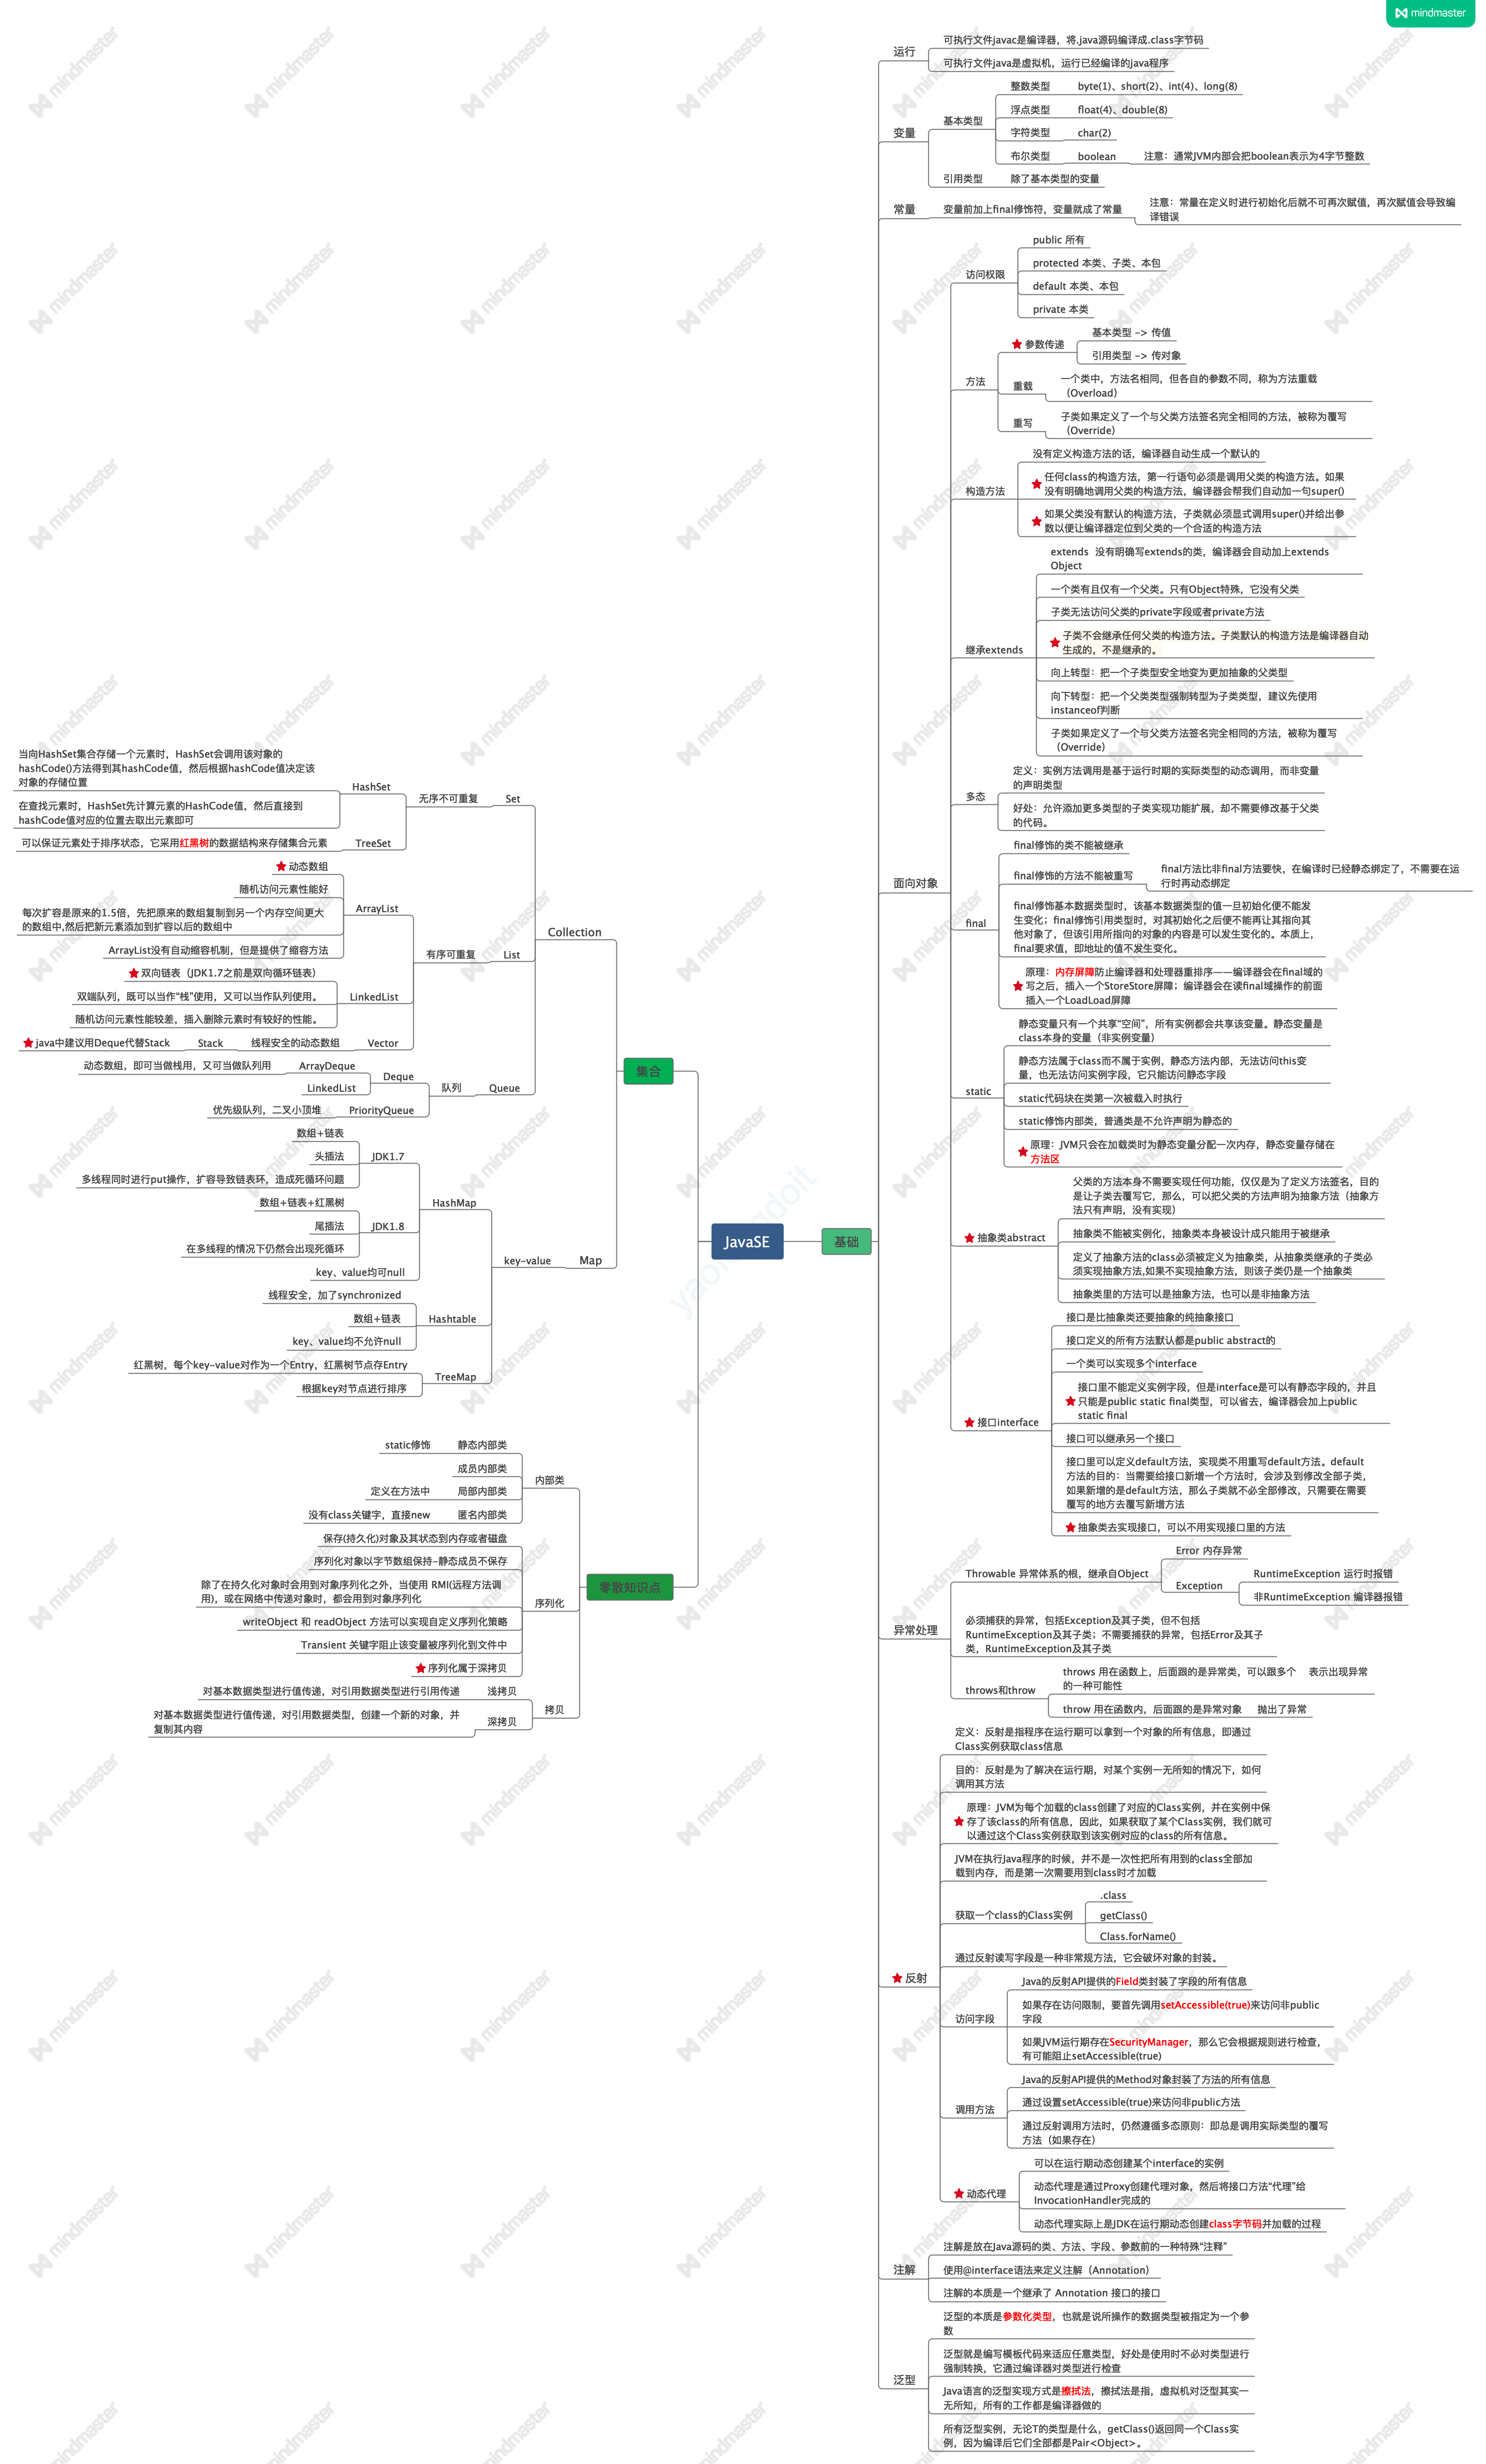 mindmaster
JavaSE
基础
运行
可执行文件javac是编译器，将.java源码编译成.class字节码
可执行文件java是虚拟机，运行已经编译的java程序
变量
基本类型
整数类型
byte(1)、short(2)、int(4)、long(8)
浮点类型
float(4)、double(8)
字符类型
char(2)
布尔类型
boolean
注意：通常JVM内部会把boolean表示为4字节整数
引用类型
除了基本类型的变量
常量
变量前加上final修饰符，变量就成了常量
注意：常量在定义时进行初始化后就不可再次赋值，再次赋值会导致编
译错误
面向对象
访问权限
public 所有
protected 本类、子类、本包
default 本类、本包
private 本类
方法
参数传递
基本类型 -> 传值
引用类型 -> 传对象
重载
一个类中，方法名相同，但各自的参数不同，称为方法重载
（Overload）
重写
子类如果定义了一个与父类方法签名完全相同的方法，被称为覆写
（Override）
构造方法
没有定义构造方法的话，编译器自动生成一个默认的
任何class的构造方法，第一行语句必须是调用父类的构造方法。如果
没有明确地调用父类的构造方法，编译器会帮我们自动加一句super()
如果父类没有默认的构造方法，子类就必须显式调用super()并给出参
数以便让编译器定位到父类的一个合适的构造方法
继承extends
extends 没有明确写extends的类，编译器会自动加上extends
Object
一个类有且仅有一个父类。只有Object特殊，它没有父类
子类无法访问父类的private字段或者private方法
子类不会继承任何父类的构造方法。子类默认的构造方法是编译器自动
生成的，不是继承的。
向上转型：把一个子类型安全地变为更加抽象的父类型
向下转型：把一个父类类型强制转型为子类类型，建议先使用
instanceof判断
子类如果定义了一个与父类方法签名完全相同的方法，被称为覆写
（Override）
多态
定义：实例方法调用是基于运行时期的实际类型的动态调用，而非变量
的声明类型
好处：允许添加更多类型的子类实现功能扩展，却不需要修改基于父类
的代码。
final
final修饰的类不能被继承
final修饰的方法不能被重写
final方法比非final方法要快，在编译时已经静态绑定了，不需要在运
行时再动态绑定
final修饰基本数据类型时，该基本数据类型的值一旦初始化便不能发
生变化；final修饰引用类型时，对其初始化之后便不能再让其指向其
他对象了，但该引用所指向的对象的内容是可以发生变化的。本质上，
final要求值，即地址的值不发生变化。
原理：内存屏障防止编译器和处理器重排序——编译器会在final域的
写之后，插入一个StoreStore屏障；编译器会在读final域操作的前面
插入一个LoadLoad屏障
static
静态变量只有一个共享“空间”，所有实例都会共享该变量。静态变量是
class本身的变量（非实例变量）
静态方法属于class而不属于实例，静态方法内部，无法访问this变
量，也无法访问实例字段，它只能访问静态字段
static代码块在类第一次被载入时执行
static修饰内部类，普通类是不允许声明为静态的
原理：JVM只会在加载类时为静态变量分配一次内存，静态变量存储在
方法区
抽象类abstract
父类的方法本身不需要实现任何功能，仅仅是为了定义方法签名，目的
是让子类去覆写它，那么，可以把父类的方法声明为抽象方法（抽象方
法只有声明，没有实现）
抽象类不能被实例化，抽象类本身被设计成只能用于被继承
定义了抽象方法的class必须被定义为抽象类，从抽象类继承的子类必
须实现抽象方法,如果不实现抽象方法，则该子类仍是一个抽象类
抽象类里的方法可以是抽象方法，也可以是非抽象方法
接口interface
接口是比抽象类还要抽象的纯抽象接口
接口定义的所有方法默认都是public abstract的
一个类可以实现多个interface
接口里不能定义实例字段，但是interface是可以有静态字段的，并且
只能是public static final类型，可以省去，编译器会加上public
static final
接口可以继承另一个接口
接口里可以定义default方法，实现类不用重写default方法。default
方法的目的：当需要给接口新增一个方法时，会涉及到修改全部子类，
如果新增的是default方法，那么子类就不必全部修改，只需要在需要
覆写的地方去覆写新增方法
抽象类去实现接口，可以不用实现接口里的方法
异常处理
Throwable 异常体系的根，继承自Object
Error 内存异常
Exception
RuntimeException 运行时报错
非RuntimeException 编译器报错
必须捕获的异常，包括Exception及其子类，但不包括
RuntimeException及其子类；不需要捕获的异常，包括Error及其子
类，RuntimeException及其子类
throws和throw
throws 用在函数上，后面跟的是异常类，可以跟多个 表示出现异常
的一种可能性
throw 用在函数内，后面跟的是异常对象 抛出了异常
反射
定义：反射是指程序在运行期可以拿到一个对象的所有信息，即通过
Class实例获取class信息
目的：反射是为了解决在运行期，对某个实例一无所知的情况下，如何
调用其方法
原理：JVM为每个加载的class创建了对应的Class实例，并在实例中保
存了该class的所有信息，因此，如果获取了某个Class实例，我们就可
以通过这个Class实例获取到该实例对应的class的所有信息。
JVM在执行Java程序的时候，并不是一次性把所有用到的class全部加
载到内存，而是第一次需要用到class时才加载
获取一个class的Class实例
.class
getClass()
Class.forName()
通过反射读写字段是一种非常规方法，它会破坏对象的封装。
访问字段
Java的反射API提供的Field类封装了字段的所有信息
如果存在访问限制，要首先调用setAccessible(true)来访问非public
字段
如果JVM运行期存在SecurityManager，那么它会根据规则进行检查，
有可能阻止setAccessible(true)
调用方法
Java的反射API提供的Method对象封装了方法的所有信息
通过设置setAccessible(true)来访问非public方法
通过反射调用方法时，仍然遵循多态原则：即总是调用实际类型的覆写
方法（如果存在）
动态代理
可以在运行期动态创建某个interface的实例
动态代理是通过Proxy创建代理对象，然后将接口方法“代理”给
InvocationHandler完成的
动态代理实际上是JDK在运行期动态创建class字节码并加载的过程
注解
注解是放在Java源码的类、方法、字段、参数前的一种特殊“注释”
使用@interface语法来定义注解（Annotation）
注解的本质是一个继承了 Annotation 接口的接口
泛型
泛型的本质是参数化类型，也就是说所操作的数据类型被指定为一个参
数
泛型就是编写模板代码来适应任意类型，好处是使用时不必对类型进行
强制转换，它通过编译器对类型进行检查
Java语言的泛型实现方式是擦拭法，擦拭法是指，虚拟机对泛型其实一
无所知，所有的工作都是编译器做的
所有泛型实例，无论T的类型是什么，getClass()返回同一个Class实
例，因为编译后它们全部都是Pair<Object>。
集合
Collection
Set
无序不可重复
HashSet
当向HashSet集合存储一个元素时，HashSet会调用该对象的
hashCode()方法得到其hashCode值，然后根据hashCode值决定该
对象的存储位置
在查找元素时，HashSet先计算元素的HashCode值，然后直接到
hashCode值对应的位置去取出元素即可
TreeSet
可以保证元素处于排序状态，它采用红黑树的数据结构来存储集合元素
List
有序可重复
ArrayList
动态数组
随机访问元素性能好
每次扩容是原来的1.5倍，先把原来的数组复制到另一个内存空间更大
的数组中,然后把新元素添加到扩容以后的数组中
ArrayList没有自动缩容机制，但是提供了缩容方法
LinkedList
双向链表（JDK1.7之前是双向循环链表）
双端队列，既可以当作“栈”使用，又可以当作队列使用。
随机访问元素性能较差，插入删除元素时有较好的性能。
Vector
线程安全的动态数组
Stack
java中建议用Deque代替Stack
Queue
队列
Deque
ArrayDeque
动态数组，即可当做栈用，又可当做队列用
LinkedList
PriorityQueue
优先级队列，二叉小顶堆
Map
key-value
HashMap
JDK1.7
数组+链表
头插法
多线程同时进行put操作，扩容导致链表环，造成死循环问题
JDK1.8
数组+链表+红黑树
尾插法
在多线程的情况下仍然会出现死循环
key、value均可null
Hashtable
线程安全，加了synchronized
数组+链表
key、value均不允许null
TreeMap
红黑树，每个key-value对作为一个Entry，红黑树节点存Entry
根据key对节点进行排序
零散知识点
内部类
静态内部类
static修饰
成员内部类
局部内部类
定义在方法中
匿名内部类
没有class关键字，直接new
序列化
保存(持久化)对象及其状态到内存或者磁盘
序列化对象以字节数组保持-静态成员不保存
除了在持久化对象时会用到对象序列化之外，当使用 RMI(远程方法调
用)，或在网络中传递对象时，都会用到对象序列化
writeObject 和 readObject 方法可以实现自定义序列化策略
Transient 关键字阻止该变量被序列化到文件中
序列化属于深拷贝
拷贝
浅拷贝
对基本数据类型进行值传递，对引用数据类型进行引用传递
深拷贝
对基本数据类型进行值传递，对引用数据类型，创建一个新的对象，并
复制其内容